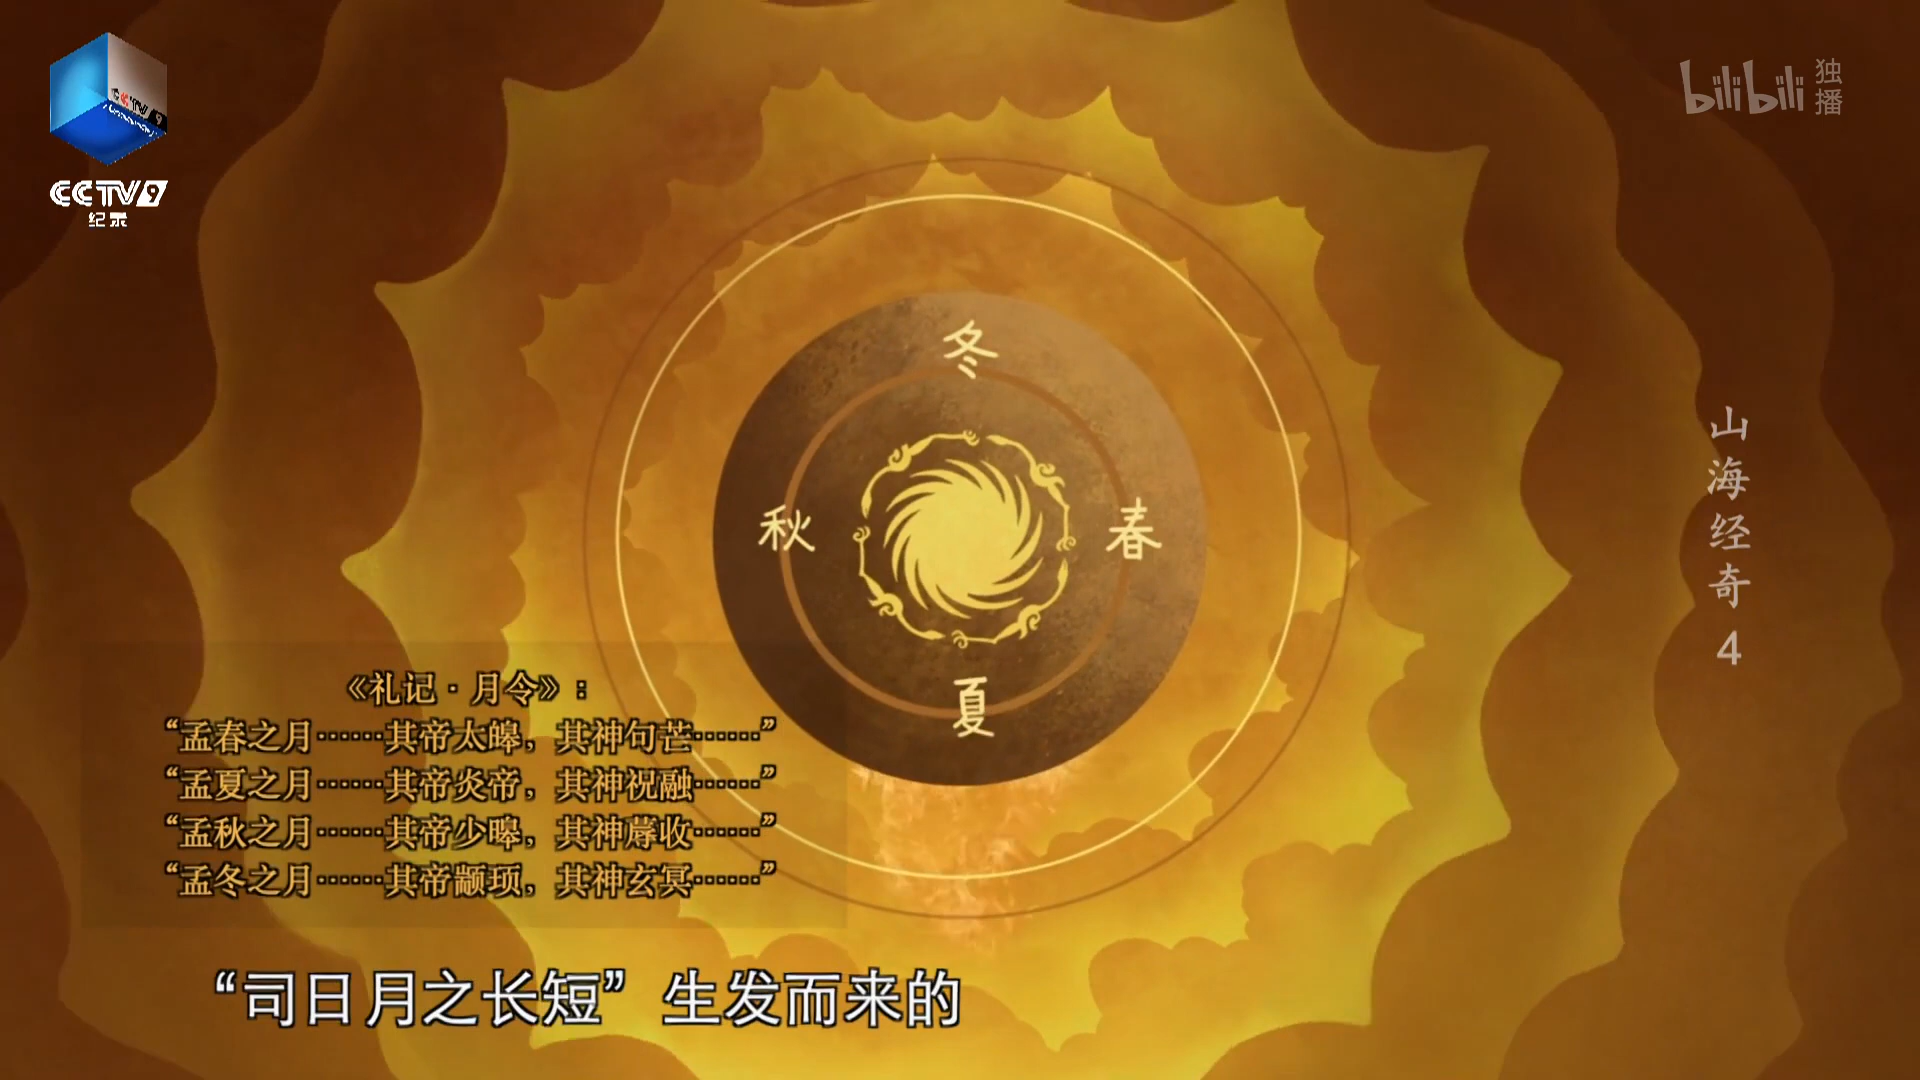 CCTV9
纪录
bilibili 独播
冬
秋
春
夏
山海经奇 4
《礼记·月令》:
“孟春之月……其帝太皞，其神句芒……”
“孟夏之月……其帝炎帝，其神祝融……”
“孟秋之月……其帝少皞，其神蓐收……”
“孟冬之月……其帝颛顼，其神玄冥……”
“司日月之长短” 生发而来的